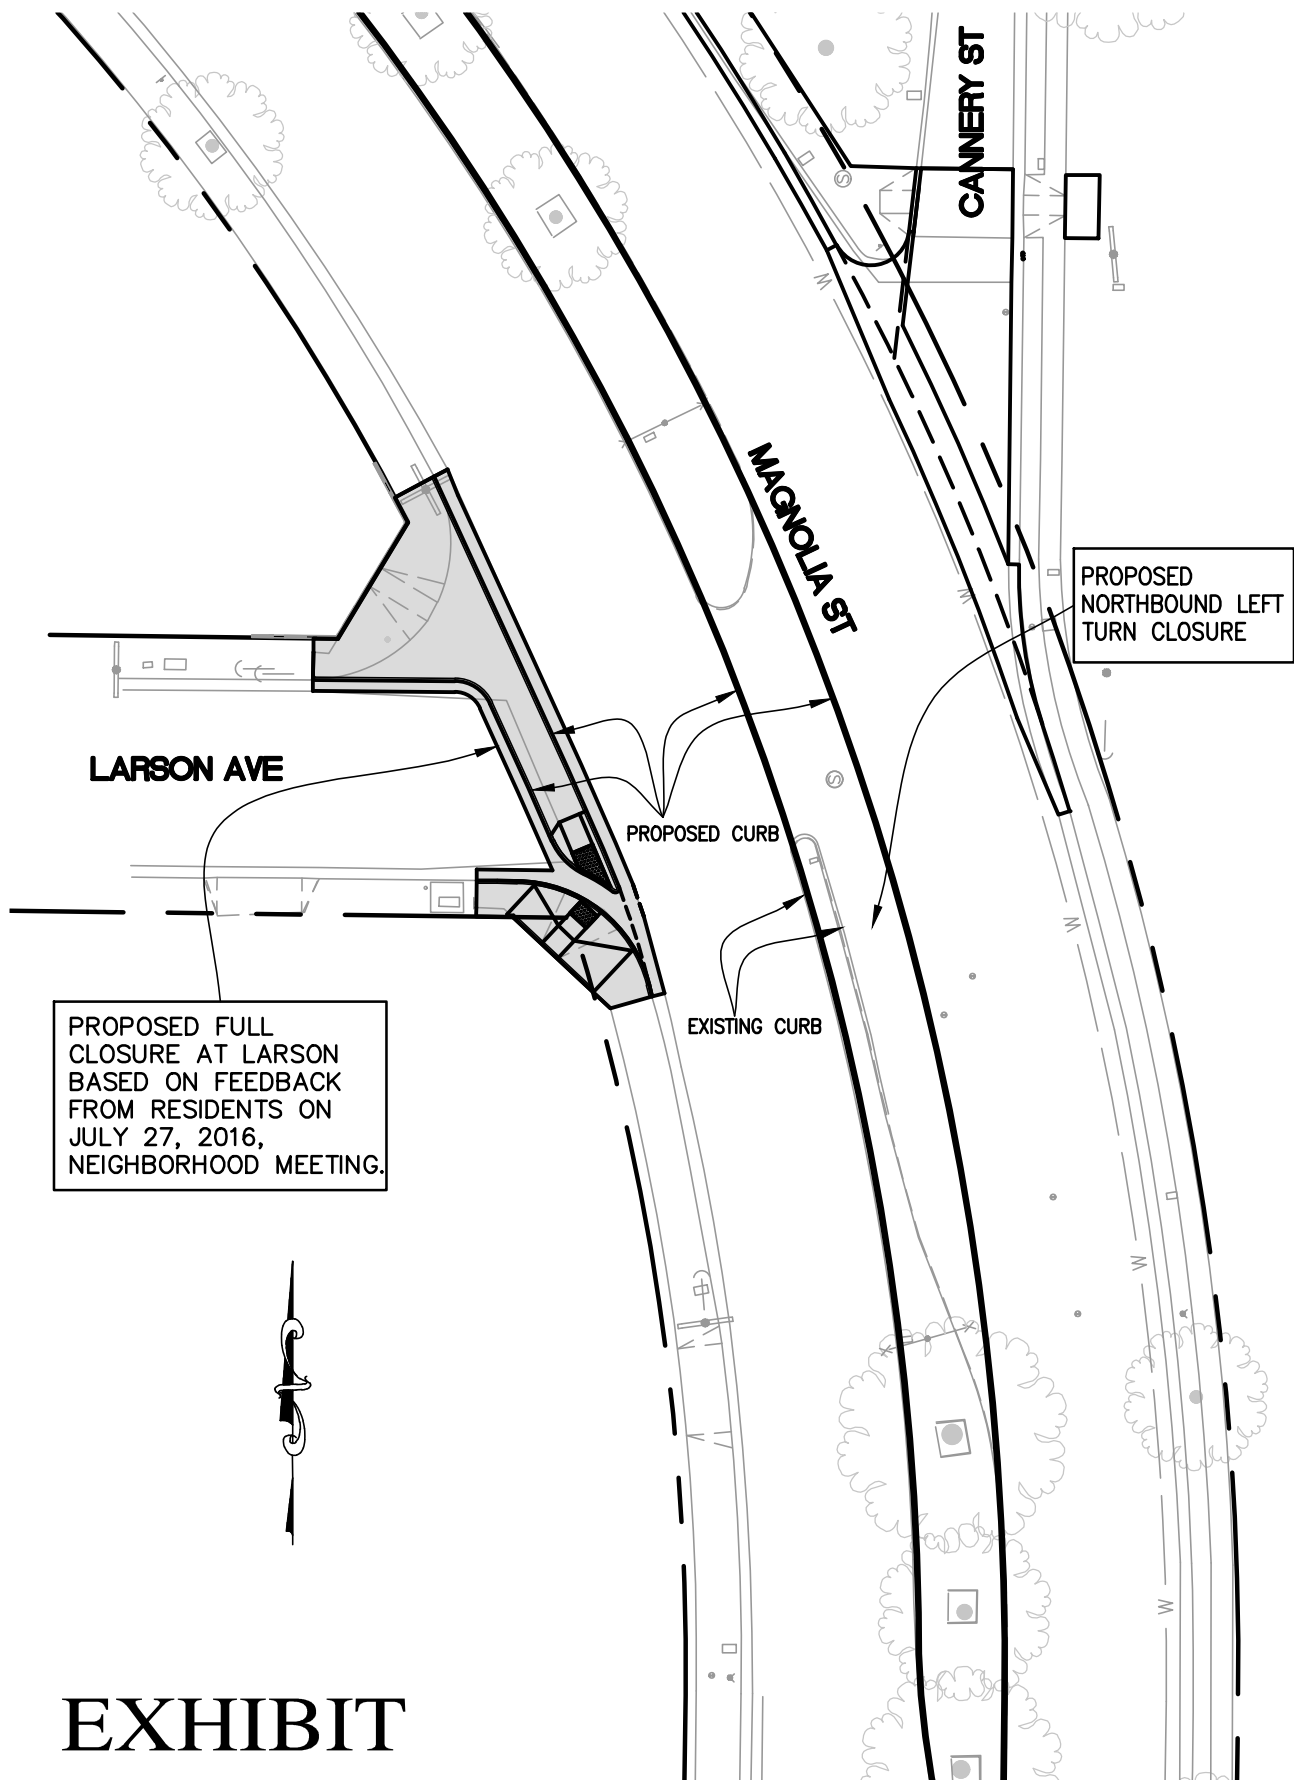 CANNERY ST
S
W
MAGNOLIA ST
W
PROPOSED
NORTHBOUND LEFT
TURN CLOSURE
LARSON AVE
S
PROPOSED CURB
W
EXISTING CURB
PROPOSED FULL
CLOSURE AT LARSON
BASED ON FEEDBACK
FROM RESIDENTS ON
JULY 27, 2016,
NEIGHBORHOOD MEETING.
W
W
EXHIBIT